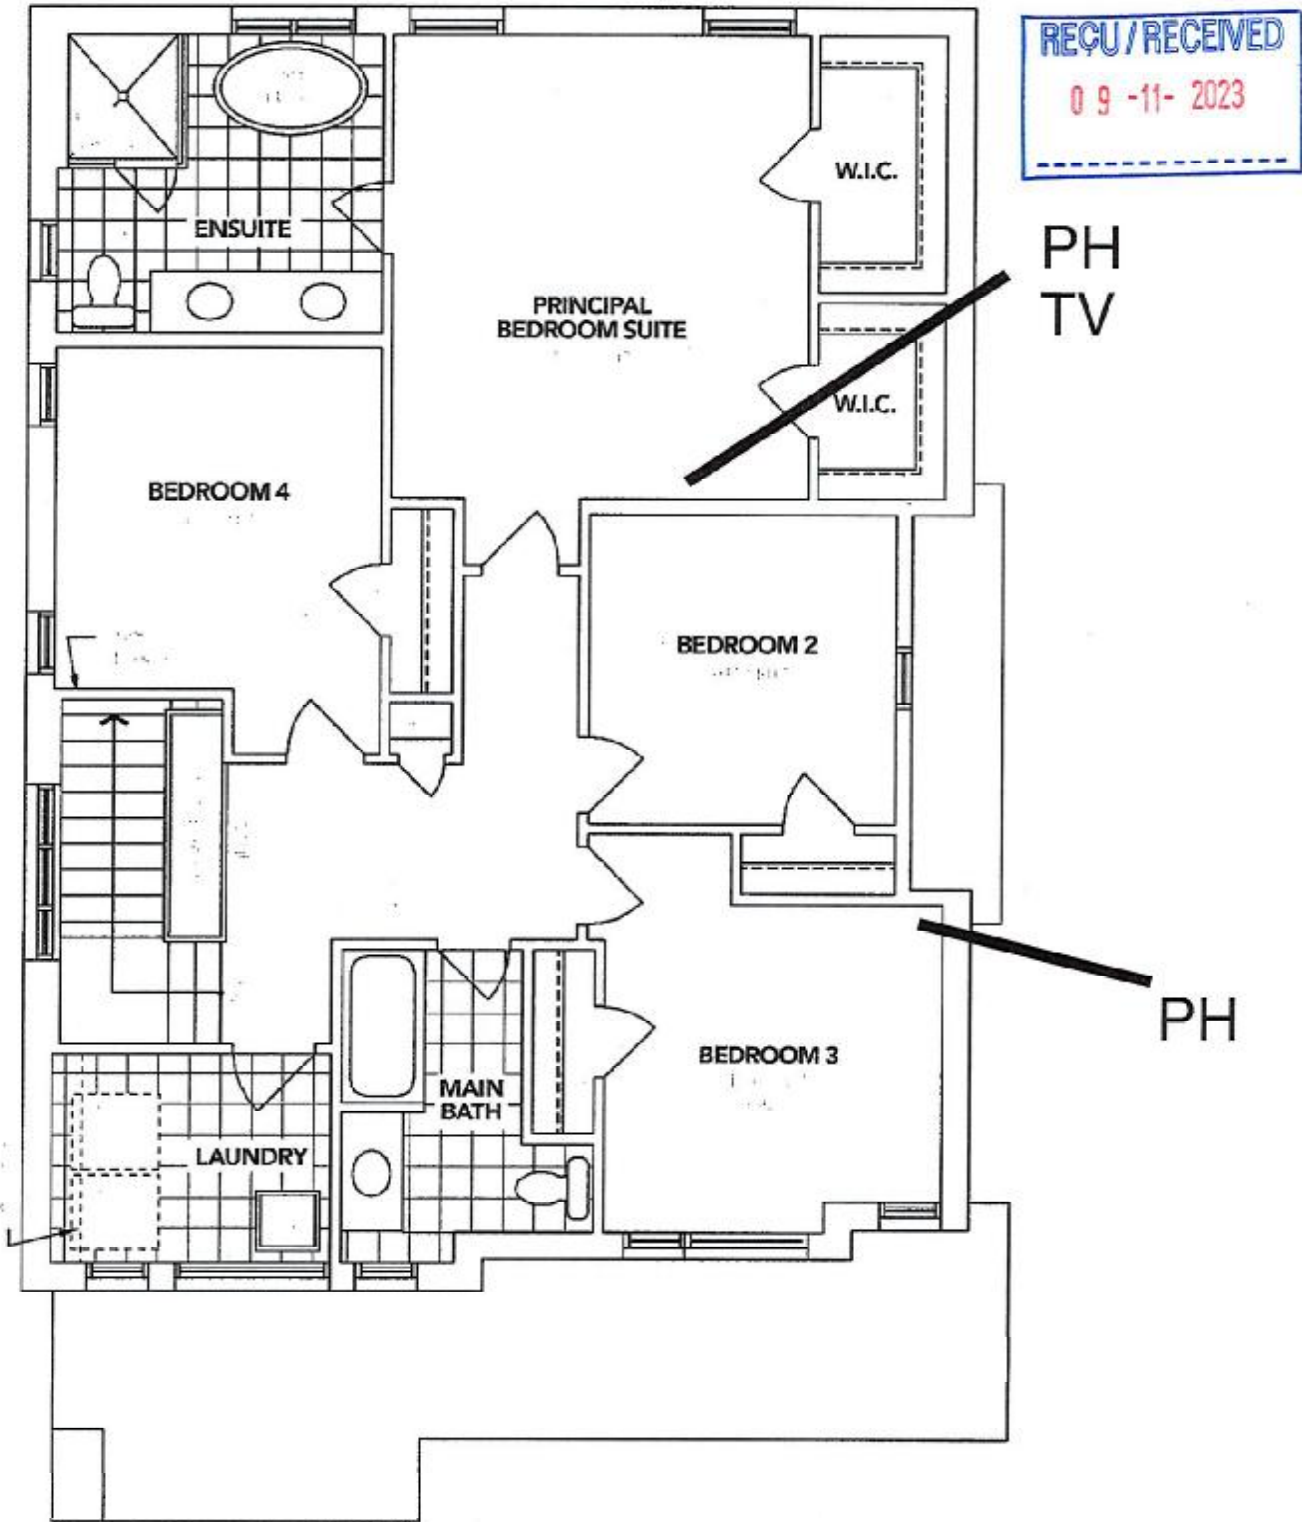 REÇU / RECEIVED
09 -11- 2023
W.I.C.
ENSUITE
PH
TV
PRINCIPAL
BEDROOM SUITE
W.I.C.
BEDROOM 4
BEDROOM 2
PH
BEDROOM 3
MAIN
BATH
LAUNDRY